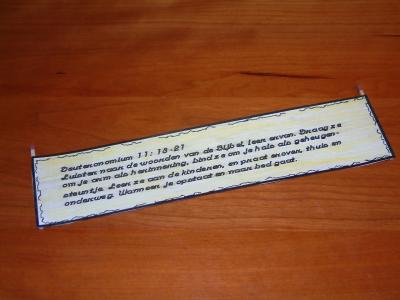 Deuteronomium 11: 18-21
Luister naar de woorden van de Bijbel, leer ervan. Draag ze
om je arm als herinnering, bind ze om je hals als geheugen-
steuntje. Leer ze aan de kinderen, en praat erover, thuis en
onderweg. Wanneer je opstaat en naar bed gaat.